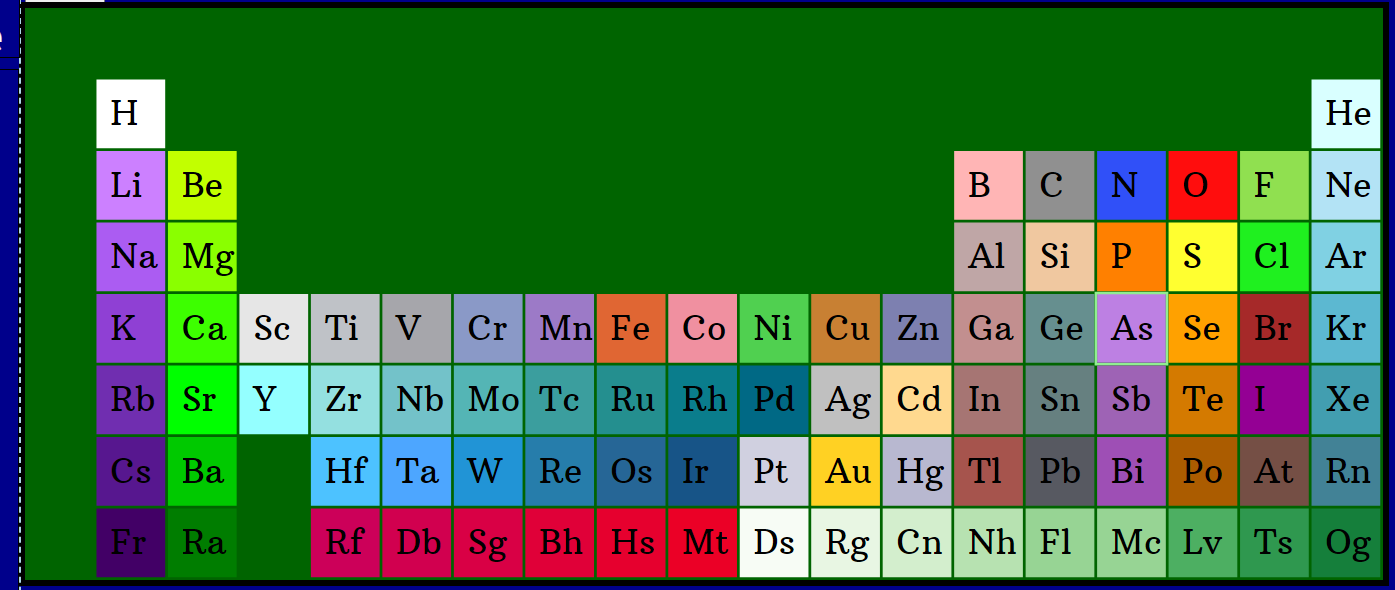 H He
Li Be B C N O F Ne
Na Mg Al Si P S Cl Ar
K Ca Sc Ti V Cr Mn Fe Co Ni Cu Zn Ga Ge As Se Br Kr
Rb Sr Y Zr Nb Mo Tc Ru Rh Pd Ag Cd In Sn Sb Te I Xe
Cs Ba Hf Ta W Re Os Ir Pt Au Hg Tl Pb Bi Po At Rn
Fr Ra Rf Db Sg Bh Hs Mt Ds Rg Cn Nh Fl Mc Lv Ts Og